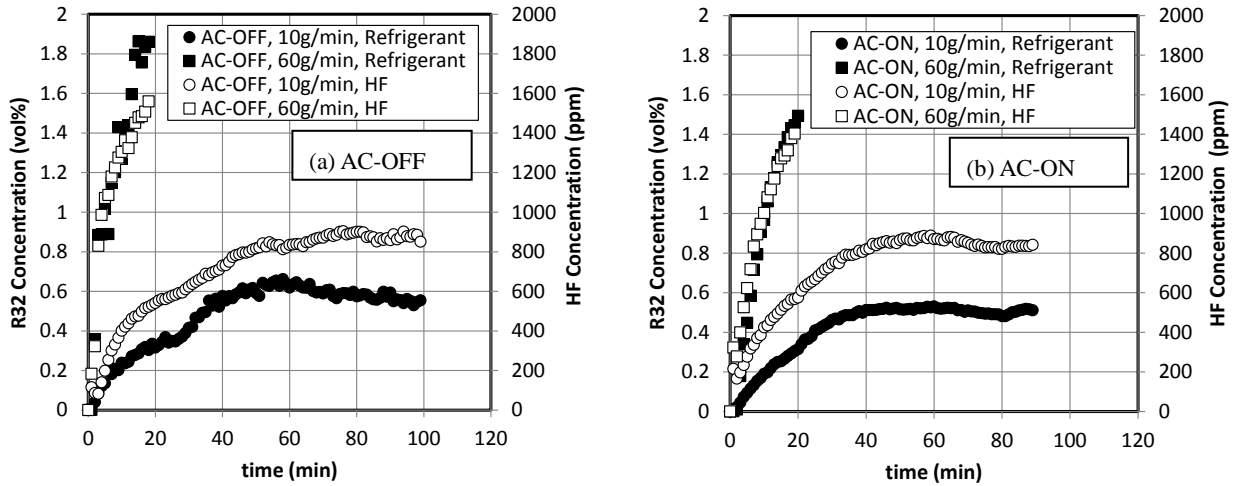 R32 Concentration (vol%)
2
1.8
1.6
1.4
1.2
1
0.8
0.6
0.4
0.2
0
AC-OFF, 10g/min, Refrigerant
AC-OFF, 60g/min, Refrigerant
AC-OFF, 10g/min, HF
AC-OFF, 60g/min, HF
(a) AC-OFF
2000
1800
1600
1400
1200
1000
800
600
400
200
0
HF Concentration (ppm)
0 20 40 60 80 100 120
time (min)
R32 Concentration (vol%)
2
1.8
1.6
1.4
1.2
1
0.8
0.6
0.4
0.2
0
AC-ON, 10g/min, Refrigerant
AC-ON, 60g/min, Refrigerant
AC-ON, 10g/min, HF
AC-ON, 60g/min, HF
(b) AC-ON
2000
1800
1600
1400
1200
1000
800
600
400
200
0
HF Concentration (ppm)
0 20 40 60 80 100 120
time (min)